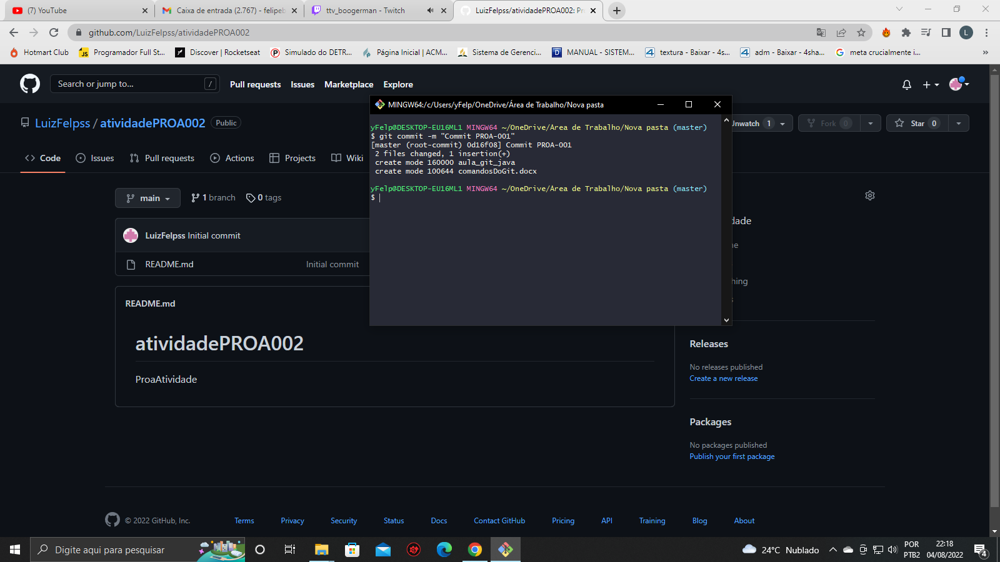 (7) YouTube
Caixa de entrada (2.767) - felipeb
ttv_boogerman - Twitch
LuizFelpss/atividadePROA002: Pr
github.com/LuizFelpss/atividadePROA002
L
Hotmart Club
JS Programador Full St...
Discover | Rocketseat
Simulado do DETR...
Página Inicial | ACM...
Sistema de Gerenci...
MANUAL - SISTEM...
textura - Baixar - 4s...
adm - Baixar - 4sha...
meta crucialmente i...
»
Search or jump to...
/
Pull requests
Issues
Marketplace
Explore
MINGW64:/c/Users/yFelp/OneDrive/Área de Trabalho/Nova pasta
LuizFelpss / atividadePROA002
Public
Unwatch 1
Fork 0
Star 0
yFelp@DESKTOP-EU16ML1 MINGW64 ~/OneDrive/Área de Trabalho/Nova pasta (master)
$ git commit -m "Commit PROA-001"
[master (root-commit) 0d16f08] Commit PROA-001
2 files changed, 1 insertion(+)
create mode 160000 aula_git_java
create mode 100644 comandosDoGit.docx
yFelp@DESKTOP-EU16ML1 MINGW64 ~/OneDrive/Área de Trabalho/Nova pasta (master)
$
Code
Issues
Pull requests
Actions
Projects
Wiki
main
1 branch
0 tags
dade
ne
hing
s
LuizFelpss Initial commit
README.md
Initial commit
README.md
atividadePROA002
ProaAtividade
Releases
No releases published
Create a new release
Packages
No packages published
Publish your first package
© 2022 GitHub, Inc.
Terms
Privacy
Security
Status
Docs
Contact GitHub
Pricing
API
Training
Blog
About
Digite aqui para pesquisar
24°C Nublado
POR
PTB2
22:18
04/08/2022
4